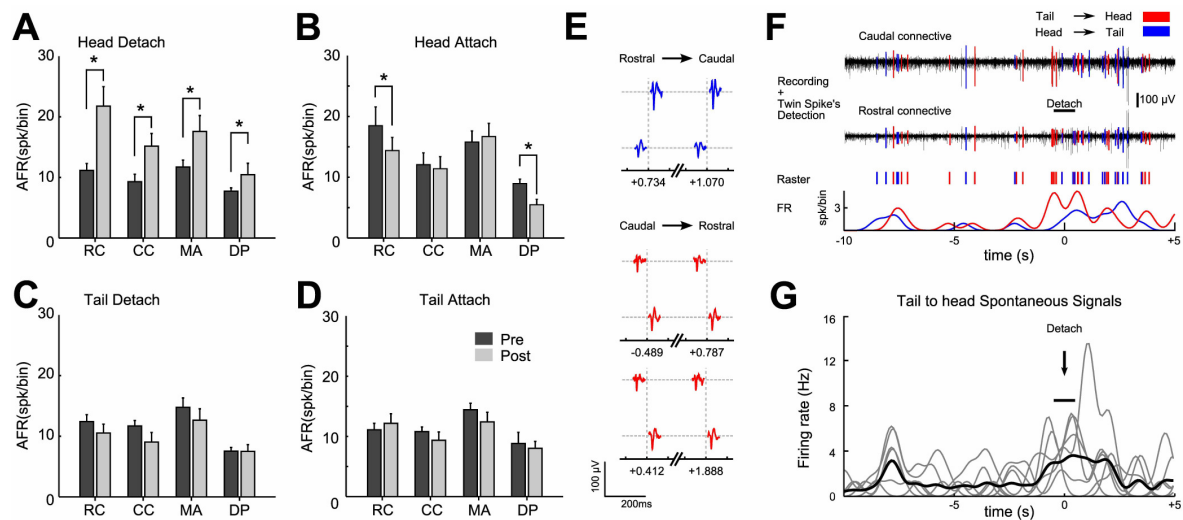 A
Head Detach
AFR(spk/bin)
30
20
10
0
*
*
*
*
RC CC MA DP
B
Head Attach
AFR(spk/bin)
30
20
10
0
*
*
RC CC MA DP
C
Tail Detach
AFR(spk/bin)
30
20
10
0
RC CC MA DP
D
Tail Attach
Pre
Post
AFR(spk/bin)
30
20
10
0
RC CC MA DP
E
Rostral Caudal
+0.734 +1.070
Caudal Rostral
-0.489 +0.787
+0.412 +1.888
100 µV
200ms
F
Tail Head
Head Tail
Caudal connective
Recording
+
Twin Spike's
Detection
100 µV
Rostral connective
Detach
Raster
FR
spk/bin
3
-10 -5 0 +5
time (s)
G
Tail to head Spontaneous Signals
Detach
Firing rate (Hz)
16
12
8
4
0
-5 0 +5
time (s)